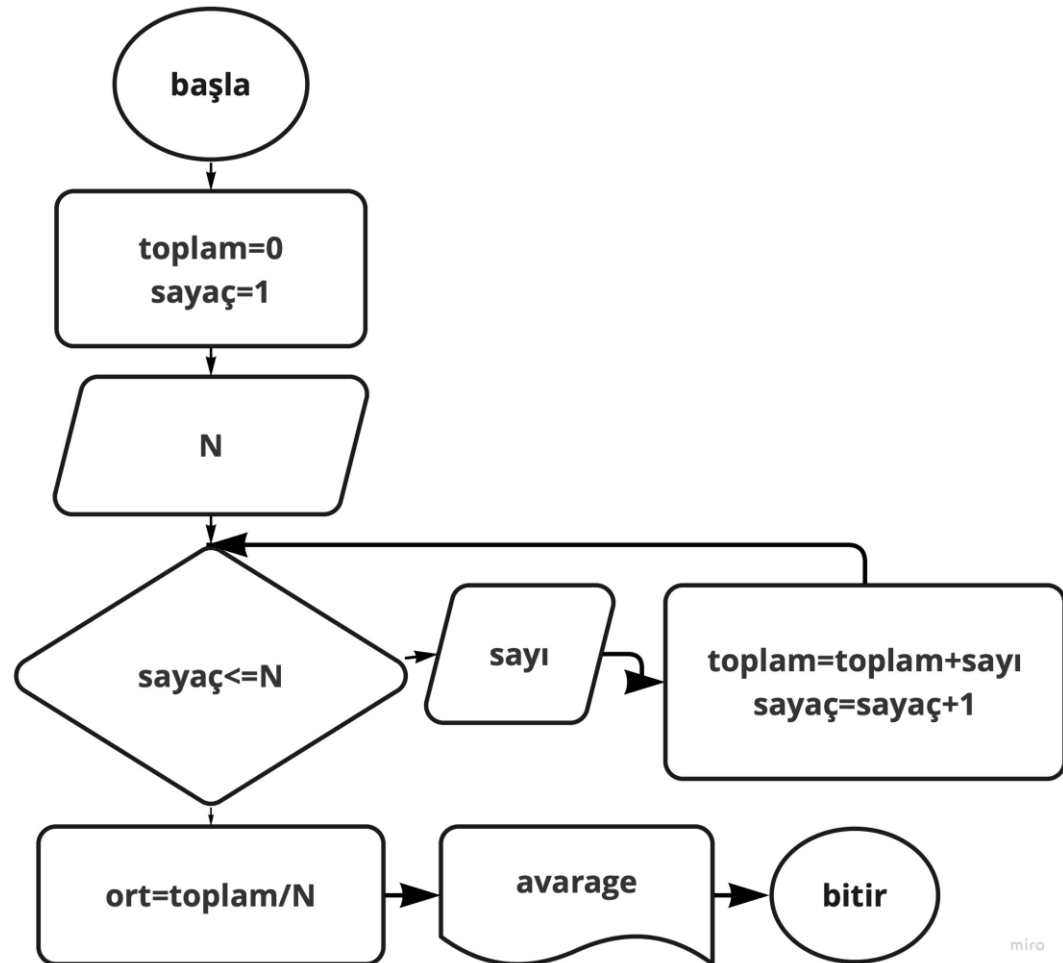 başla
toplam=0
sayaç=1
N
sayaç<=N
sayı
toplam=toplam+sayı
sayaç=sayaç+1
ort=toplam/N
avarage
bitir
miro